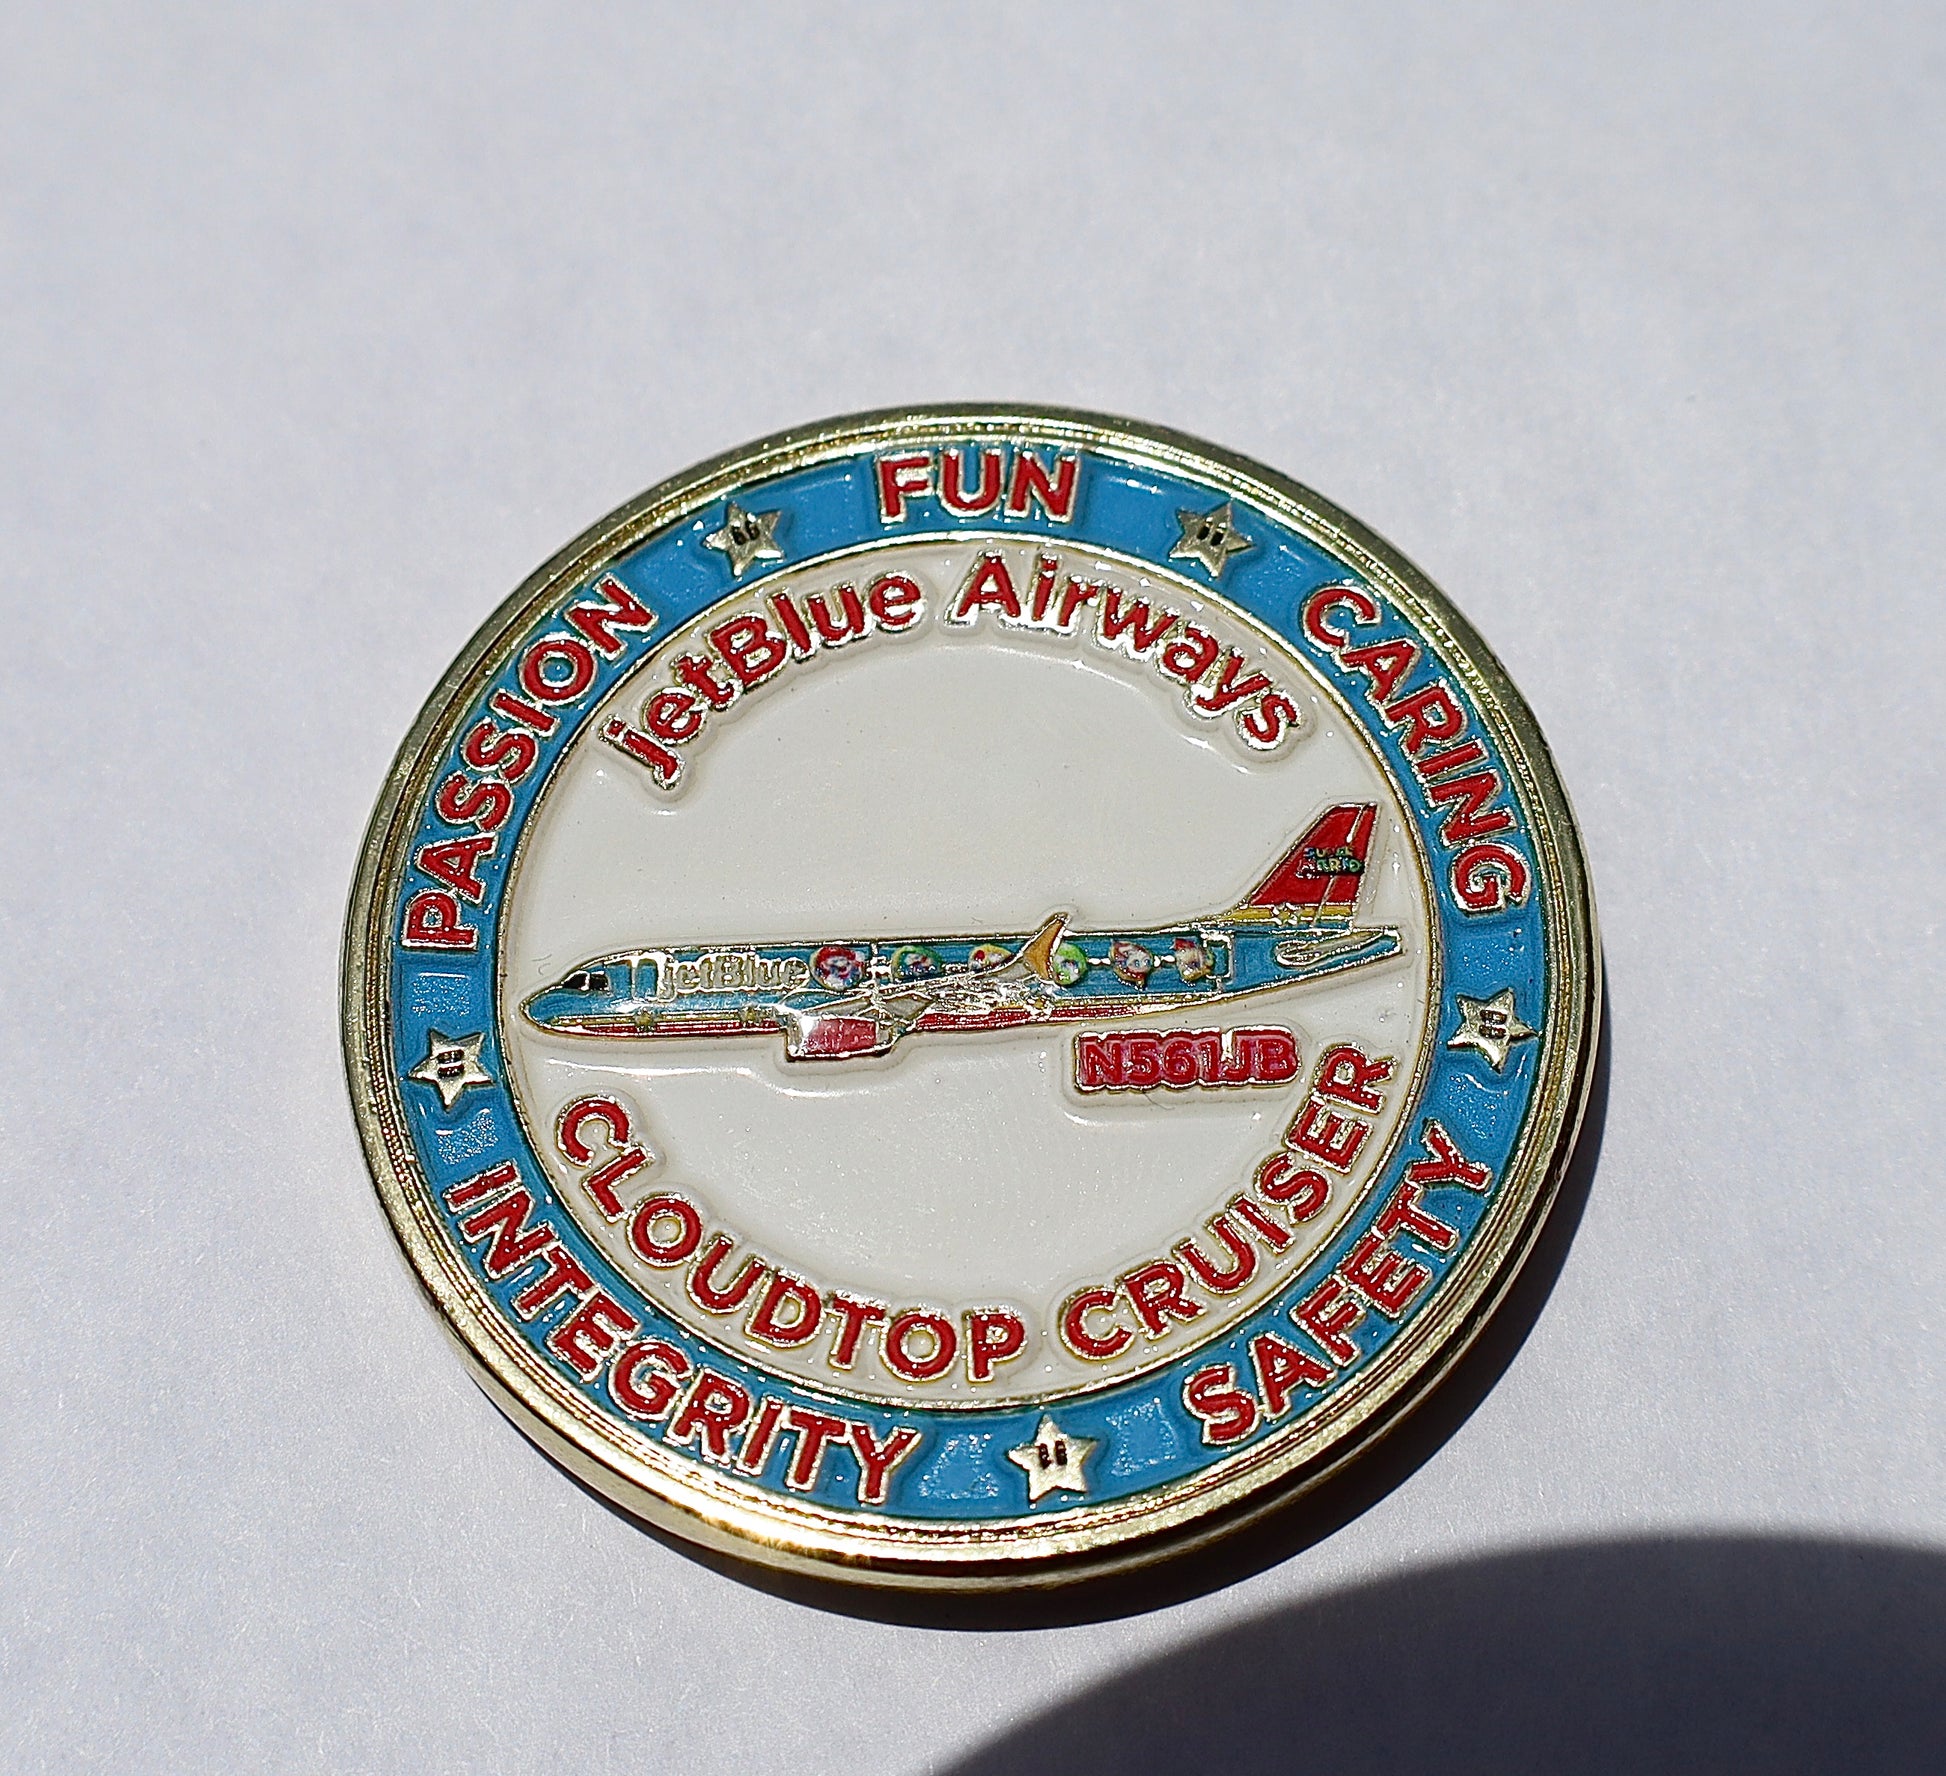 FUN
CARING
SAFETY
INTEGRITY
PASSION
jetBlue Airways
jetBlue
N561JB
CLOUDTOP CRUISER